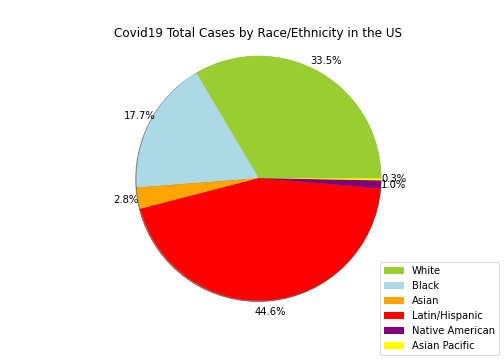 Covid19 Total Cases by Race/Ethnicity in the US
33.5%
17.7%
0.3%
1.0%
2.8%
44.6%
White
Black
Asian
Latin/Hispanic
Native American
Asian Pacific